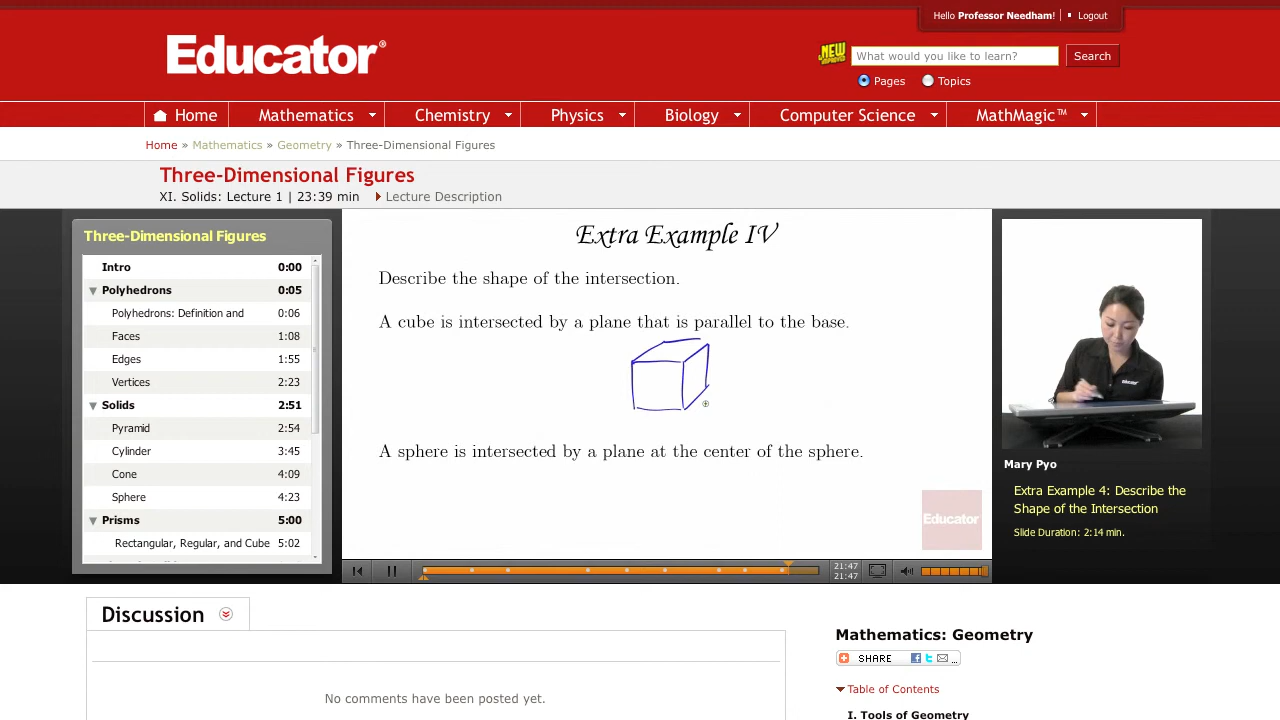 Hello Professor Needham! Logout
Educator®
NEW
What would you like to learn? Search
Pages Topics
Home Mathematics Chemistry Physics Biology Computer Science MathMagic™
Home » Mathematics » Geometry » Three-Dimensional Figures
Three-Dimensional Figures
XI. Solids: Lecture 1 | 23:39 min Lecture Description
Three-Dimensional Figures
Intro 0:00
Polyhedrons 0:05
Polyhedrons: Definition and 0:06
Faces 1:08
Edges 1:55
Vertices 2:23
Solids 2:51
Pyramid 2:54
Cylinder 3:45
Cone 4:09
Sphere 4:23
Prisms 5:00
Rectangular, Regular, and Cube 5:02
Extra Example IV
Describe the shape of the intersection.
A cube is intersected by a plane that is parallel to the base.
A sphere is intersected by a plane at the center of the sphere.
Educator
21:47
21:47
Educator
Mary Pyo
Extra Example 4: Describe the
Shape of the Intersection
Slide Duration: 2:14 min.
Discussion
No comments have been posted yet.
Mathematics: Geometry
SHARE ...
Table of Contents
I. Tools of Geometry